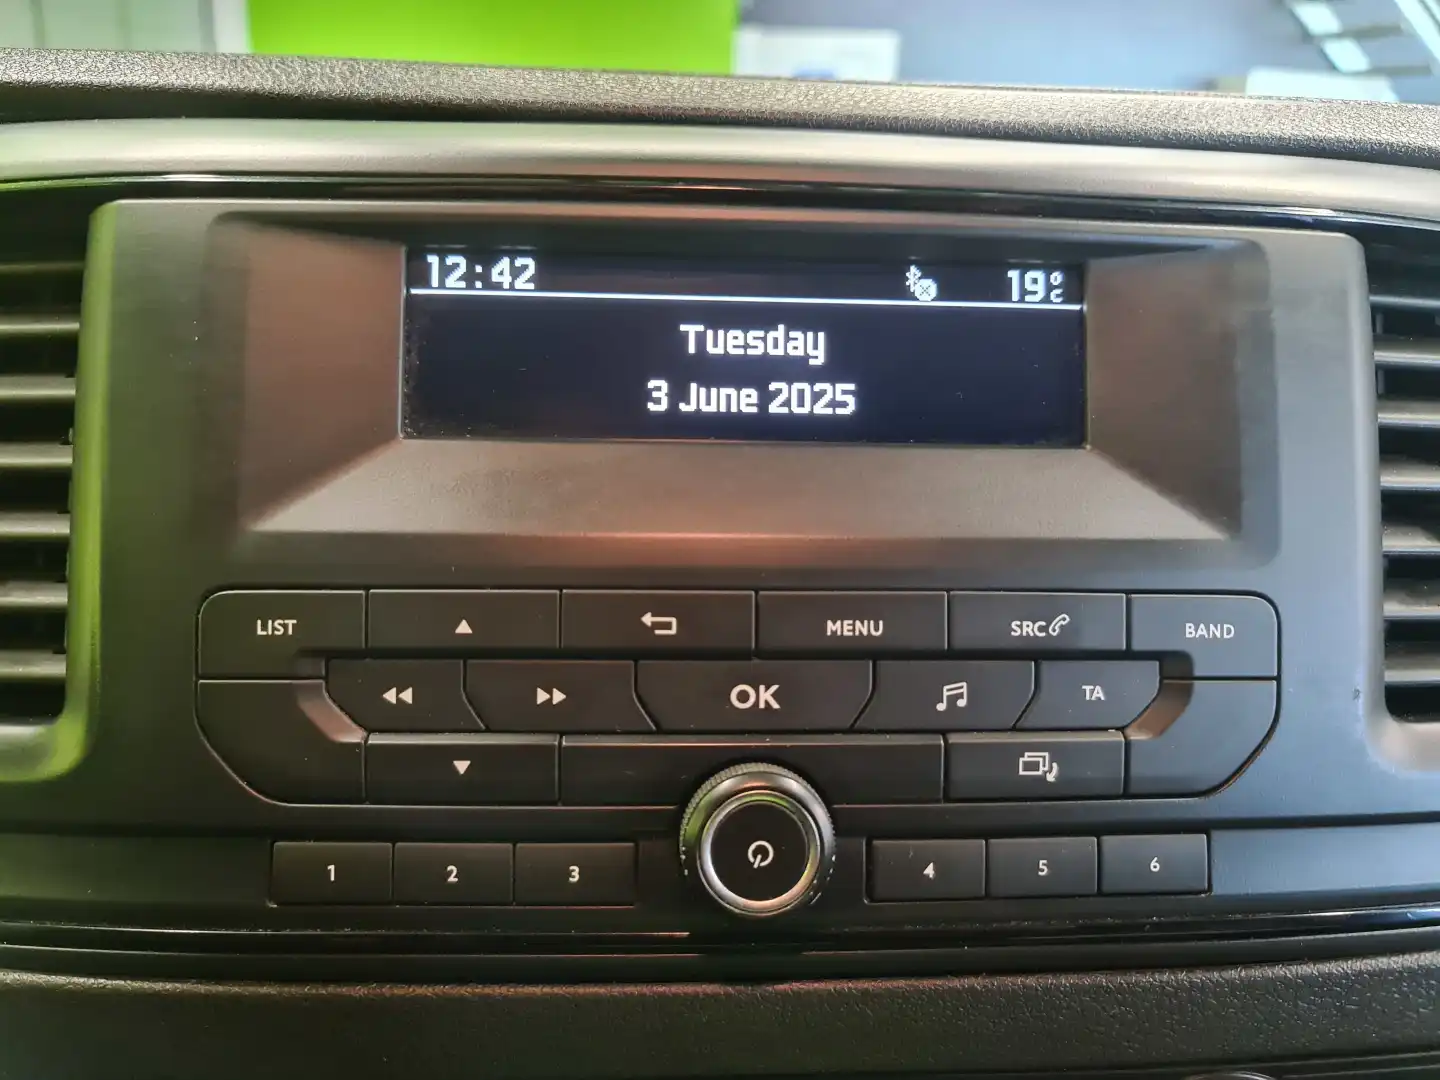 12:42 19°C
Tuesday
3 June 2025
LIST MENU SRC BAND
OK TA
1 2 3 4 5 6